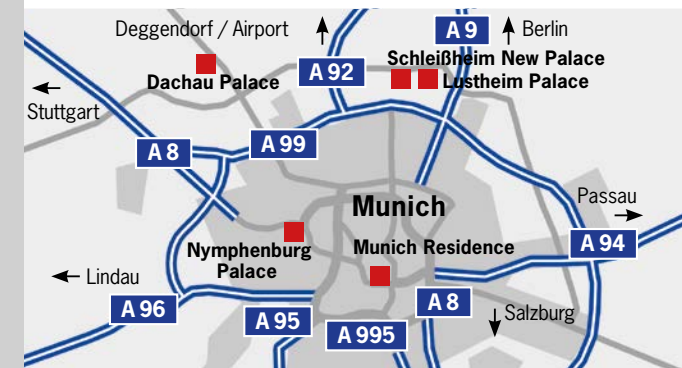 Deggendorf / Airport
A 9
Berlin
Schleißheim New Palace
Dachau Palace
A 92
Lustheim Palace
Stuttgart
A 8
A 99
Munich
Passau
Nymphenburg
Palace
Munich Residence
A 94
Lindau
A 96
A 95
A 995
A 8
Salzburg